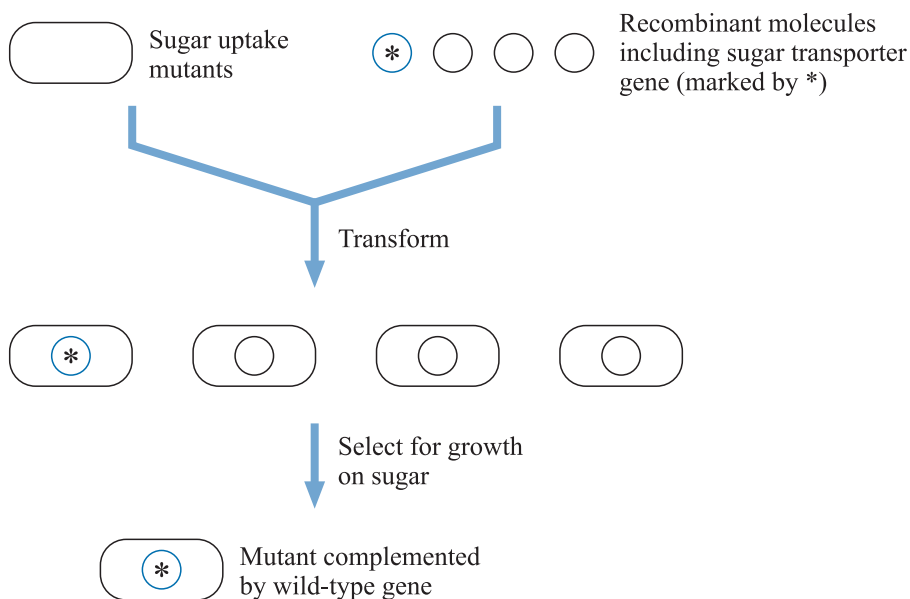 Sugar uptake
mutants
*
Recombinant molecules
including sugar transporter
gene (marked by *)
Transform
*
Select for growth
on sugar
*
Mutant complemented
by wild-type gene